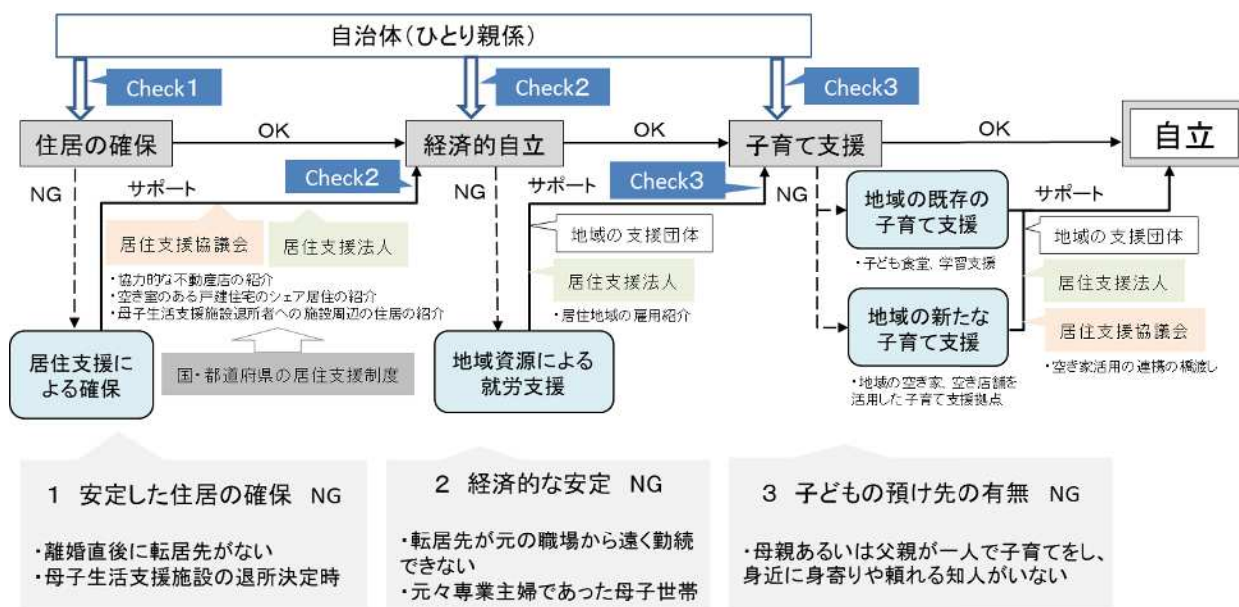 自治体(ひとり親係)
Check1
Check2
Check3
住居の確保
OK
経済的自立
OK
子育て支援
OK
自立
NG
サポート
Check2
NG
サポート
Check3
NG
サポート
居住支援協議会
居住支援法人
・協力的な不動産店の紹介
・空き室のある戸建住宅のシェア居住の紹介
・母子生活支援施設退所者への施設周辺の住居の紹介
居住支援に
よる確保
国・都道府県の居住支援制度
地域の支援団体
居住支援法人
・居住地域の雇用紹介
地域資源による
就労支援
地域の既存の
子育て支援
・子ども食堂、学習支援
地域の新たな
子育て支援
・地域の空き家、空き店舗を
活用した子育て支援拠点
地域の支援団体
居住支援法人
居住支援協議会
・空き家活用の連携の橋渡し
1 安定した住居の確保 NG
・離婚直後に転居先がない
・母子生活支援施設の退所決定時
2 経済的な安定 NG
・転居先が元の職場から遠く勤続
できない
・元々専業主婦であった母子世帯
3 子どもの預け先の有無 NG
・母親あるいは父親が一人で子育てをし、
身近に身寄りや頼れる知人がいない